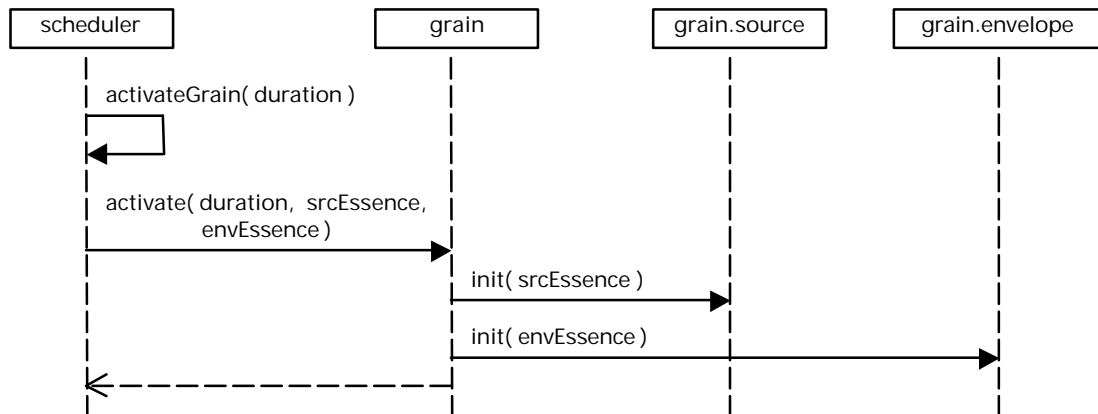 scheduler
grain
grain.source
grain.envelope
activateGrain( duration )
activate( duration, srcEssence,
envEssence )
init( srcEssence )
init( envEssence )